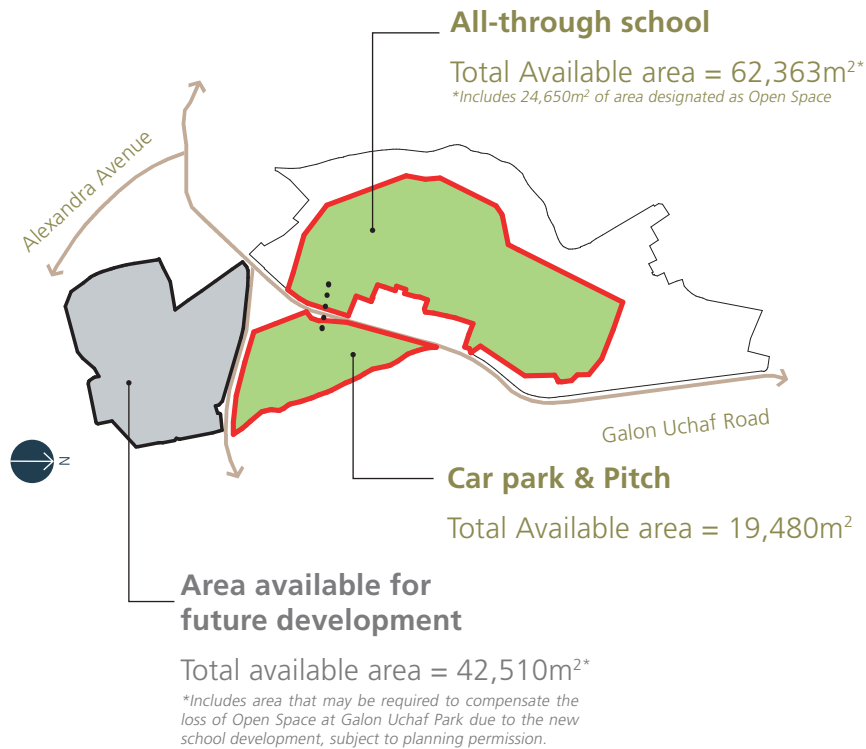 All-through school
Total Available area = 62,363m²*
*Includes 24,650m² of area designated as Open Space
Alexandra Avenue
N
Galon Uchaf Road
Car park & Pitch
Total Available area = 19,480m²
Area available for
future development
Total available area = 42,510m²*
*Includes area that may be required to compensate the
loss of Open Space at Galon Uchaf Park due to the new
school development, subject to planning permission.